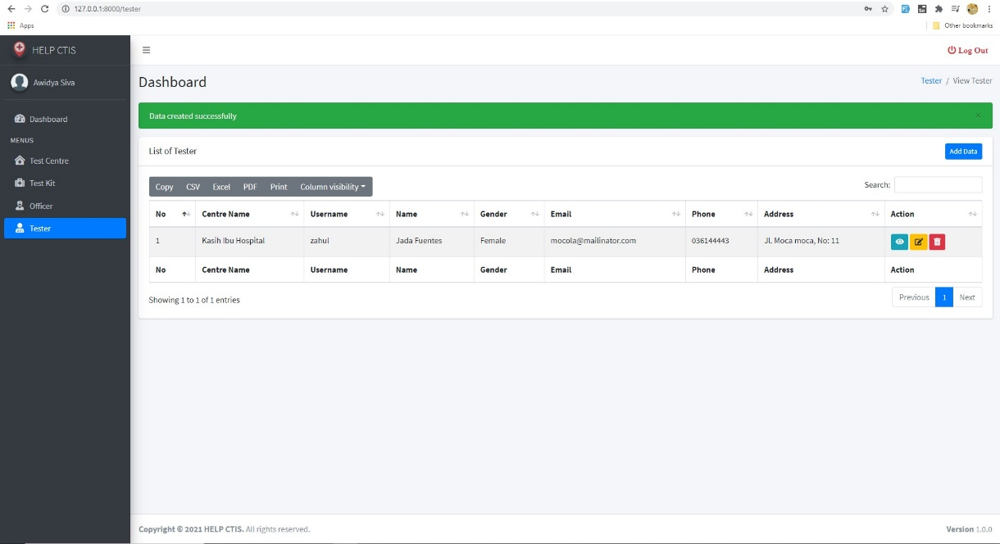 127.0.0.1:8000/tester
Apps
Other bookmarks
HELP CTIS
Log Out
Awidya Siva
Dashboard
Tester / View Tester
Data created successfully
×
Dashboard
MENUS
Test Centre
Test Kit
Officer
Tester
List of Tester
Add Data
Copy CSV Excel PDF Print Column visibility
Search:
No Centre Name Username Name Gender Email Phone Address Action
1 Kasih Ibu Hospital zahul Jada Fuentes Female mocola@mailinator.com 036144443 Jl. Moca moca, No: 11
No Centre Name Username Name Gender Email Phone Address Action
Showing 1 to 1 of 1 entries
Previous 1 Next
Copyright © 2021 HELP CTIS. All rights reserved.
Version 1.0.0